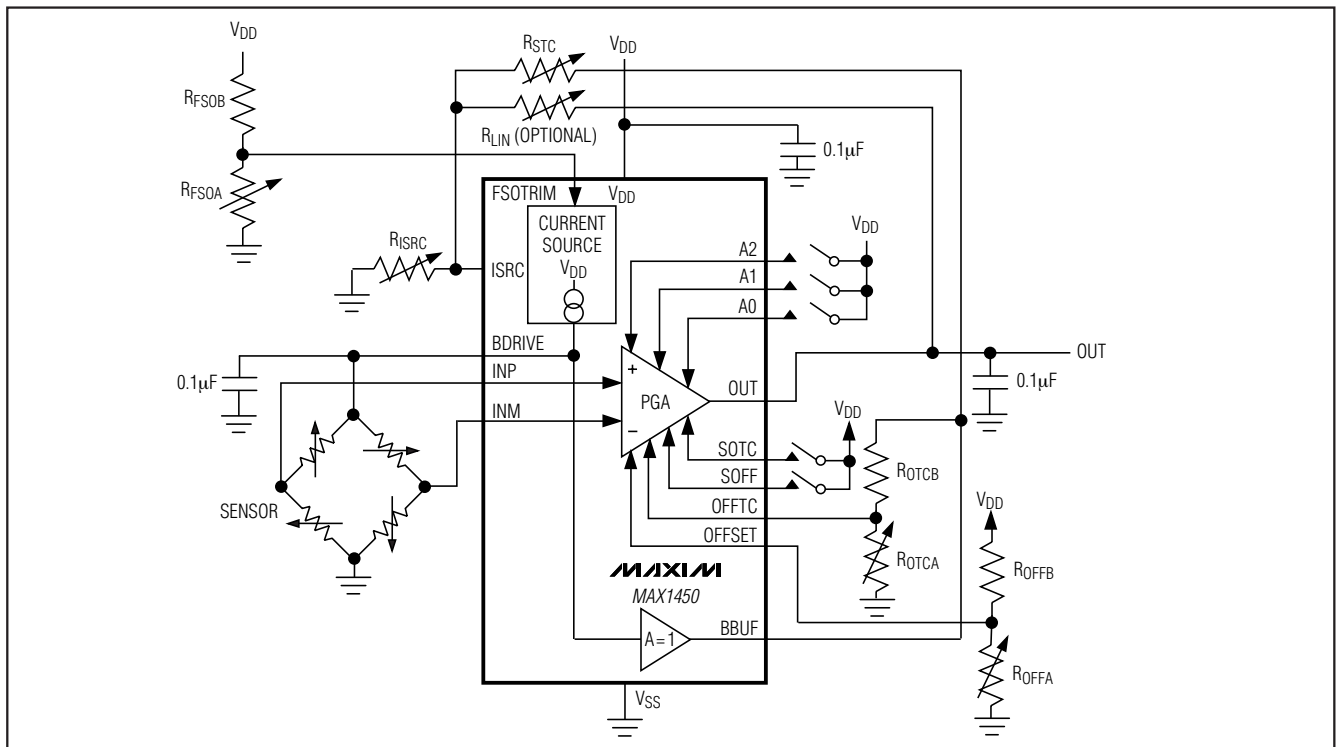 VDD
RSTC
VDD
RFSOB
RLIN (OPTIONAL)
0.1μF
RFSOA
FSOTRIM
VDD
CURRENT
SOURCE
VDD
RISRC
ISRC
A2
A1
A0
VDD
BDRIVE
0.1μF
INP
INM
+
PGA
−
OUT
OUT
0.1μF
VDD
SOTC
SOFF
OFFTC
OFFSET
ROTCB
SENSOR
VDD
ROTCA
ROFFB
MAXIM
MAX1450
A=1
BBUF
ROFFA
VSS